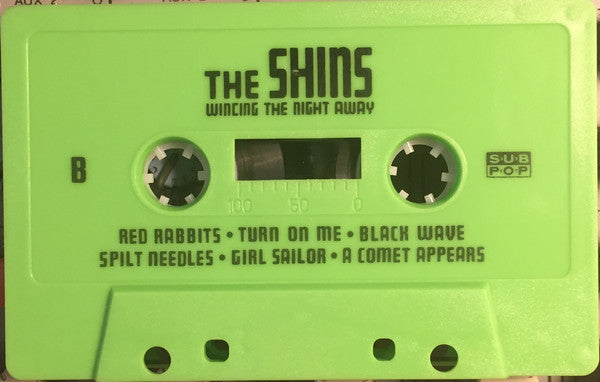 THE SHINS
WINCING THE NIGHT AWAY
B
SUB
POP
100 50 0
RED RABBITS • TURN ON ME • BLACK WAVE
SPILT NEEDLES • GIRL SAILOR • A COMET APPEARS